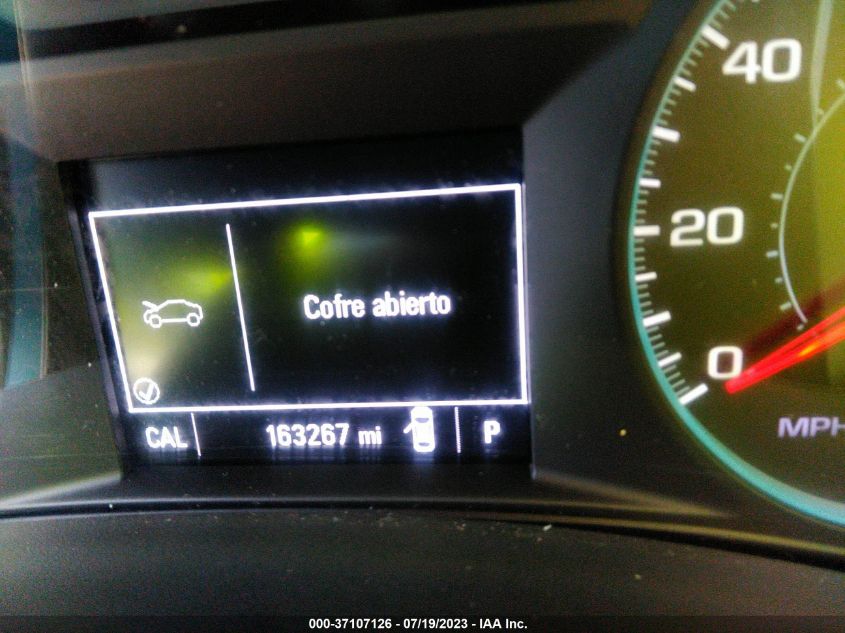 Cofre abierto
CAL 163267 mi P
40
20
0
MPH
000-37107126 - 07/19/2023 - IAA Inc.